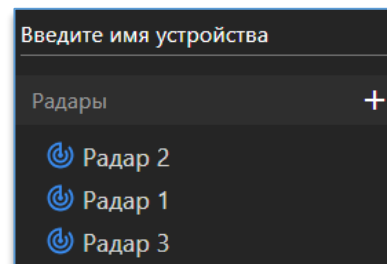 Введите имя устройства
Радары +
Радар 2
Радар 1
Радар 3